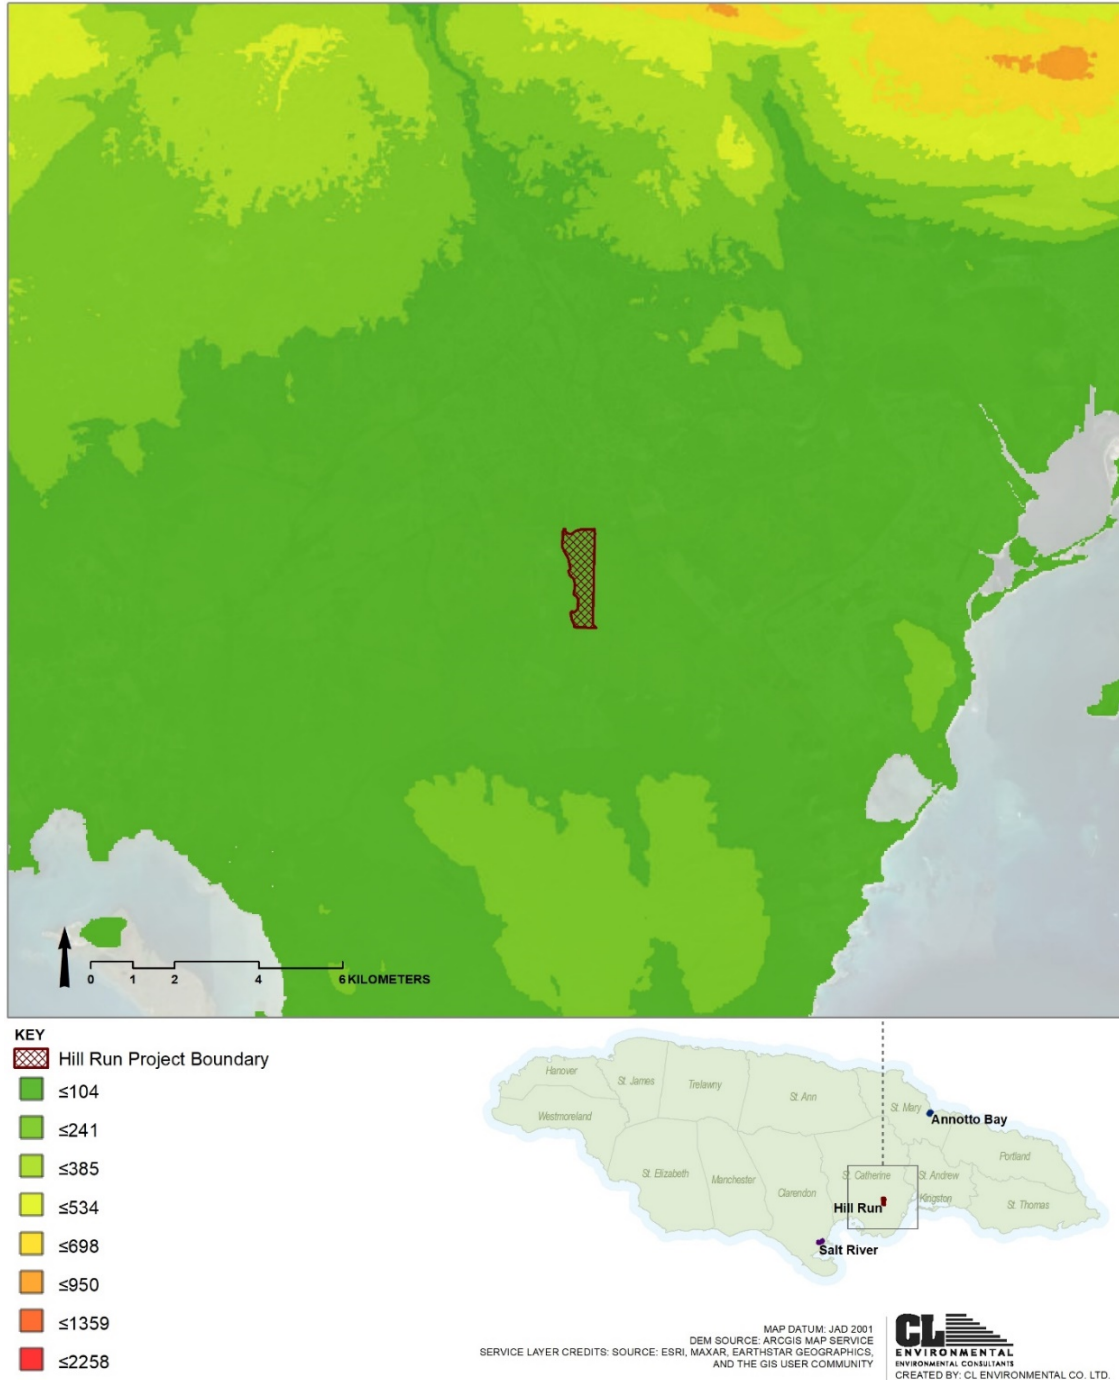 0 1 2 4 6 KILOMETERS
KEY
Hill Run Project Boundary
≤104
≤241
≤385
≤534
≤698
≤950
≤1359
≤2258
Hanover
St. James
Trelawny
St. Ann
St. Mary
Annotto Bay
Westmoreland
Portland
St. Elizabeth
Manchester
Clarendon
St. Catherine
St. Andrew
Kingston
St. Thomas
Hill Run
Salt River
MAP DATUM: JAD 2001
DEM SOURCE: ARCGIS MAP SERVICE
SERVICE LAYER CREDITS: SOURCE: ESRI, MAXAR, EARTHSTAR GEOGRAPHICS,
AND THE GIS USER COMMUNITY
CL
ENVIRONMENTAL
ENVIRONMENTAL CONSULTANTS
CREATED BY: CL ENVIRONMENTAL CO. LTD.